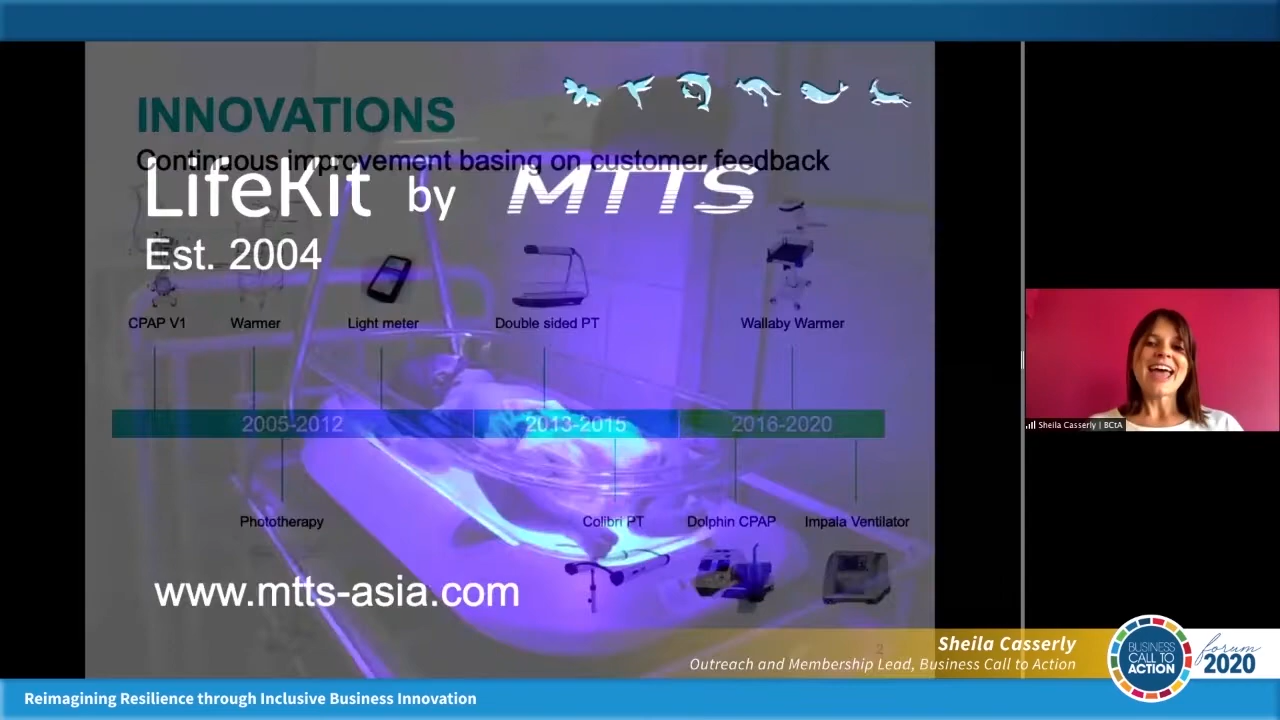 INNOVATIONS
Continuous improvement basing on customer feedback
LifeKit by MTTS
Est. 2004
CPAP V1
Warmer
Light meter
Double sided PT
Wallaby Warmer
2005-2012
2013-2015
2016-2020
Phototherapy
Colibri PT
Dolphin CPAP
Impala Ventilator
www.mtts-asia.com
2
Sheila Casserly | BCtA
Sheila Casserly
Outreach and Membership Lead, Business Call to Action
BUSINESS
CALL TO
ACTION
forum
2020
Reimagining Resilience through Inclusive Business Innovation